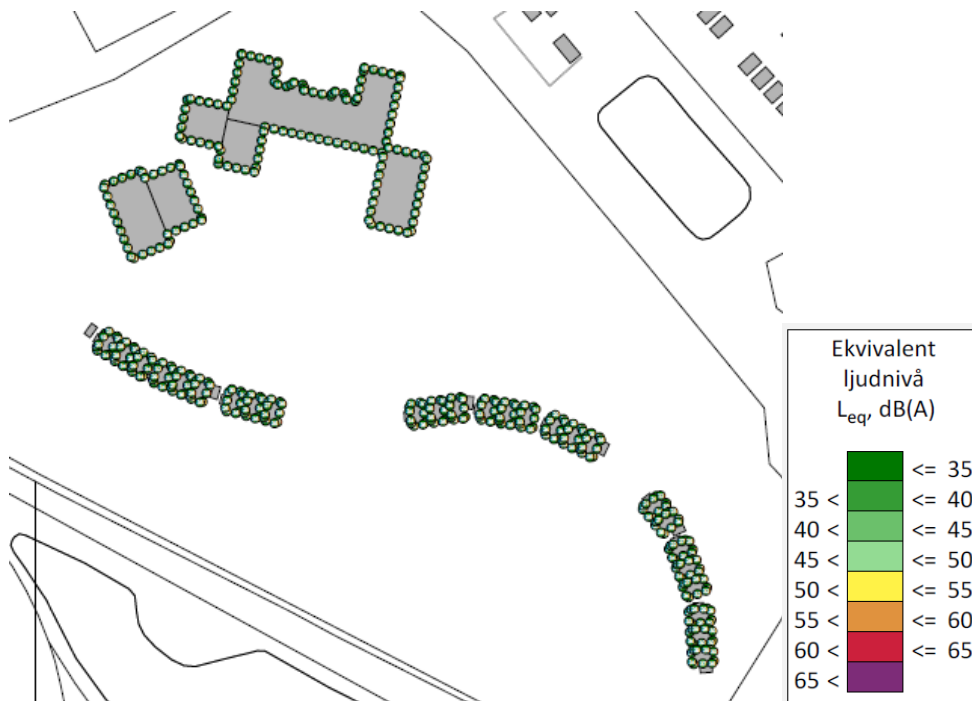 Ekvivalent
ljudnivå
Leq, dB(A)
<= 35
35 < <= 40
40 < <= 45
45 < <= 50
50 < <= 55
55 < <= 60
60 < <= 65
65 <